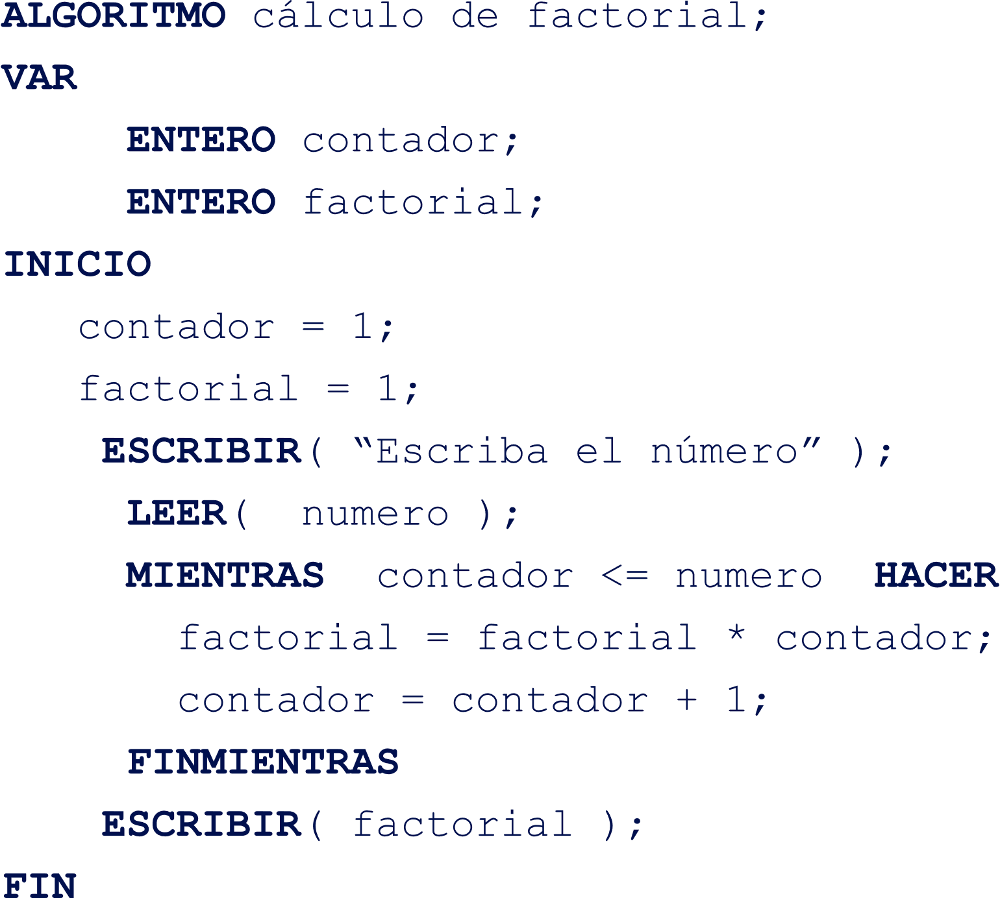 ALGORITMO cálculo de factorial;
VAR
ENTERO contador;
ENTERO factorial;
INICIO
contador = 1;
factorial = 1;
ESCRIBIR( “Escriba el número” );
LEER(  numero );
MIENTRAS  contador <= numero  HACER
factorial = factorial * contador;
contador = contador + 1;
FINMIENTRAS
ESCRIBIR( factorial );
FIN